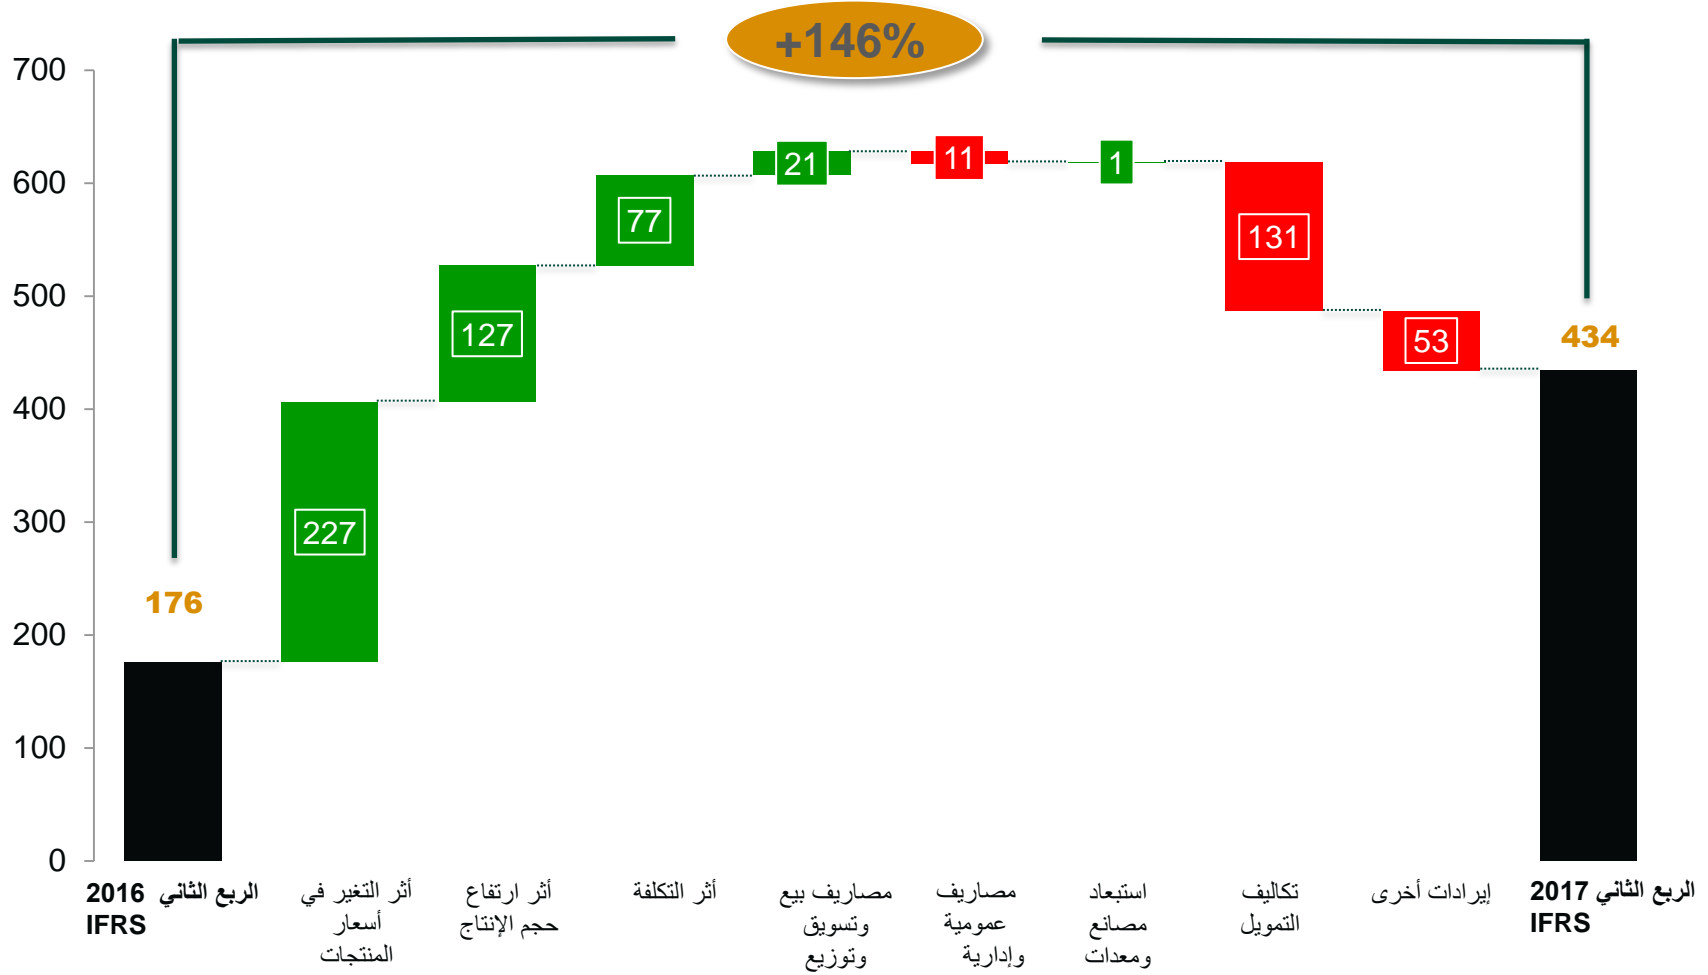 +146%
700
600
500
400
300
200
100
0
176
227
127
77
21
11
1
131
53
434
الربع الثاني 2016
IFRS
أثر التغير في
أسعار
المنتجات
أثر ارتفاع
حجم الإنتاج
أثر التكلفة
مصاريف بيع
وتسويق
وتوزيع
مصاريف
عمومية
وإدارية
استبعاد
مصانع
ومعدات
تكاليف
التمويل
إيرادات أخرى
الربع الثاني 2017
IFRS